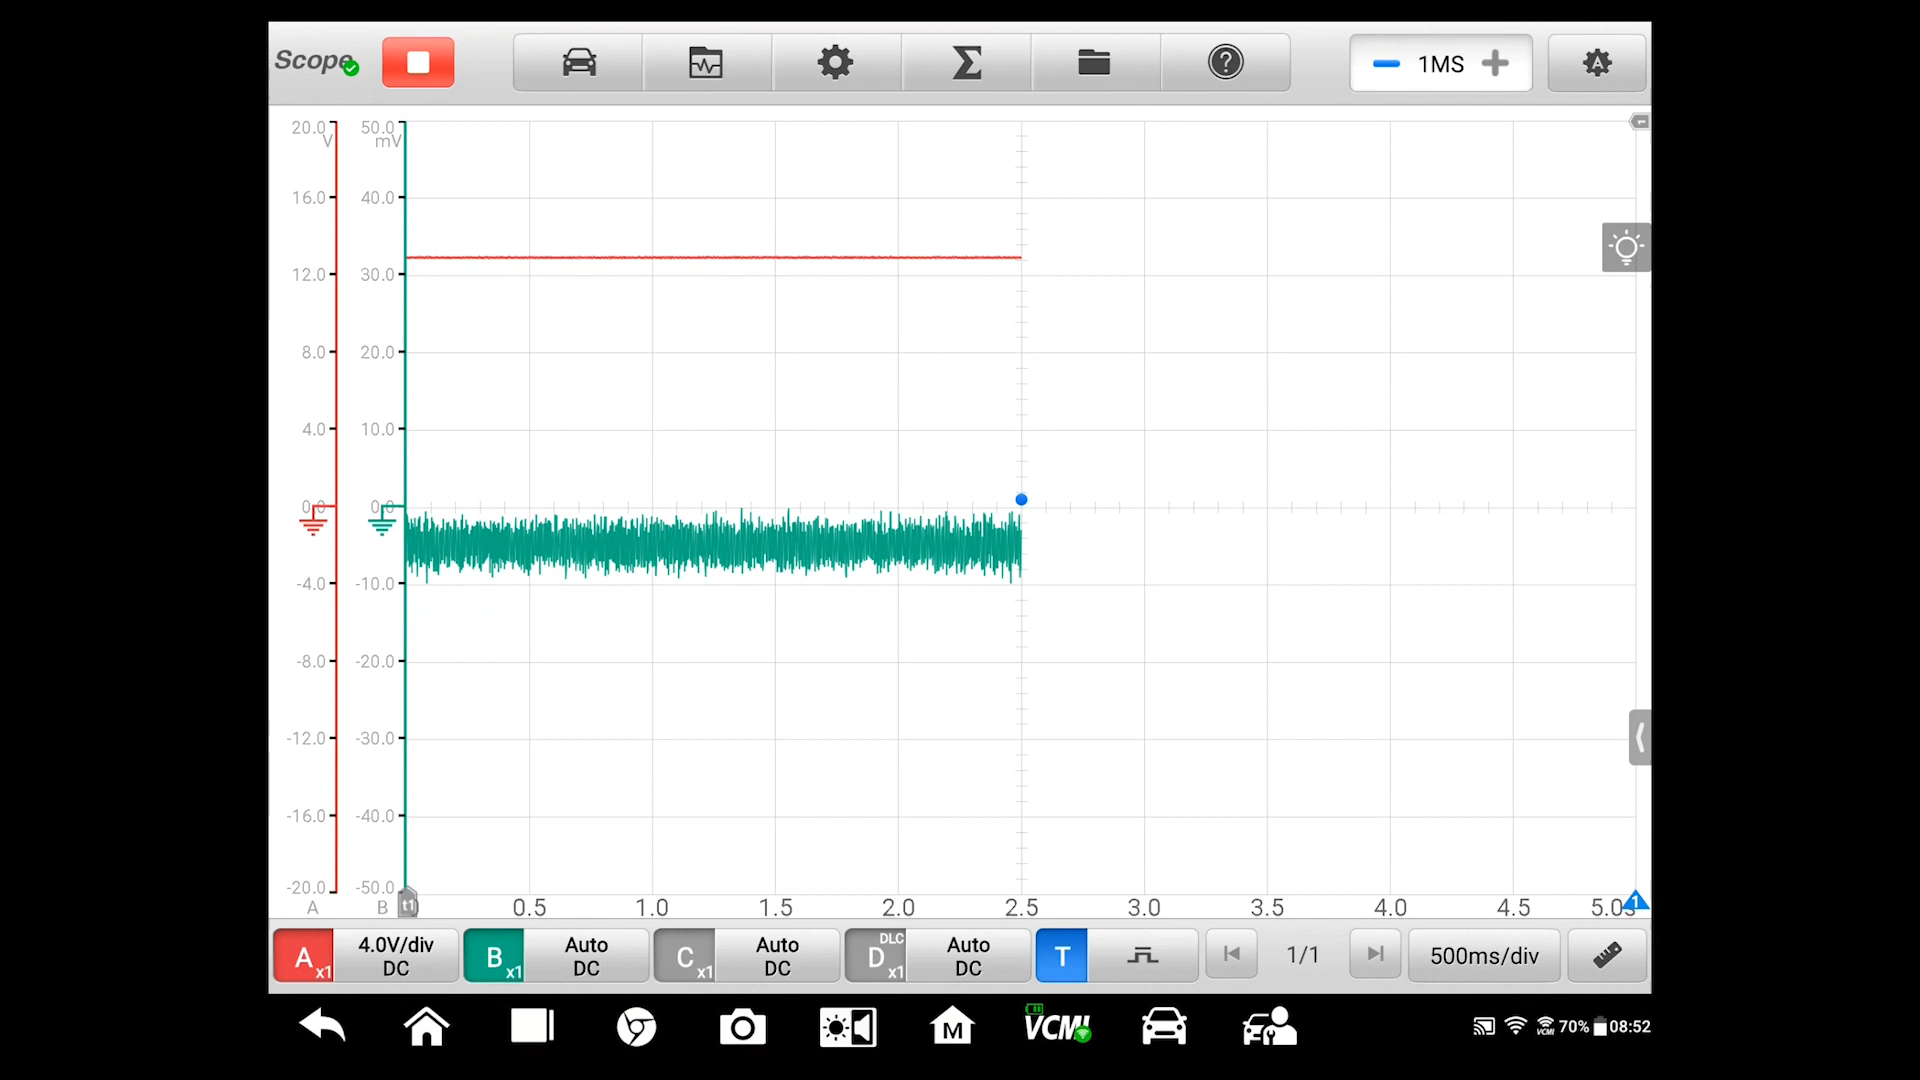 Scope
1MS
20.0
V
50.0
mV
16.0
40.0
12.0
30.0
8.0
20.0
4.0
10.0
0.0
0.0
-4.0
-10.0
-8.0
-20.0
-12.0
-30.0
-16.0
-40.0
-20.0
-50.0
A
B
t1
0.5
1.0
1.5
2.0
2.5
3.0
3.5
4.0
4.5
5.0s
1
A x1
4.0V/div
DC
B x1
Auto
DC
C x1
Auto
DC
DLC
D x1
Auto
DC
T
1/1
500ms/div
M
VCMI
VCMI
70%
08:52